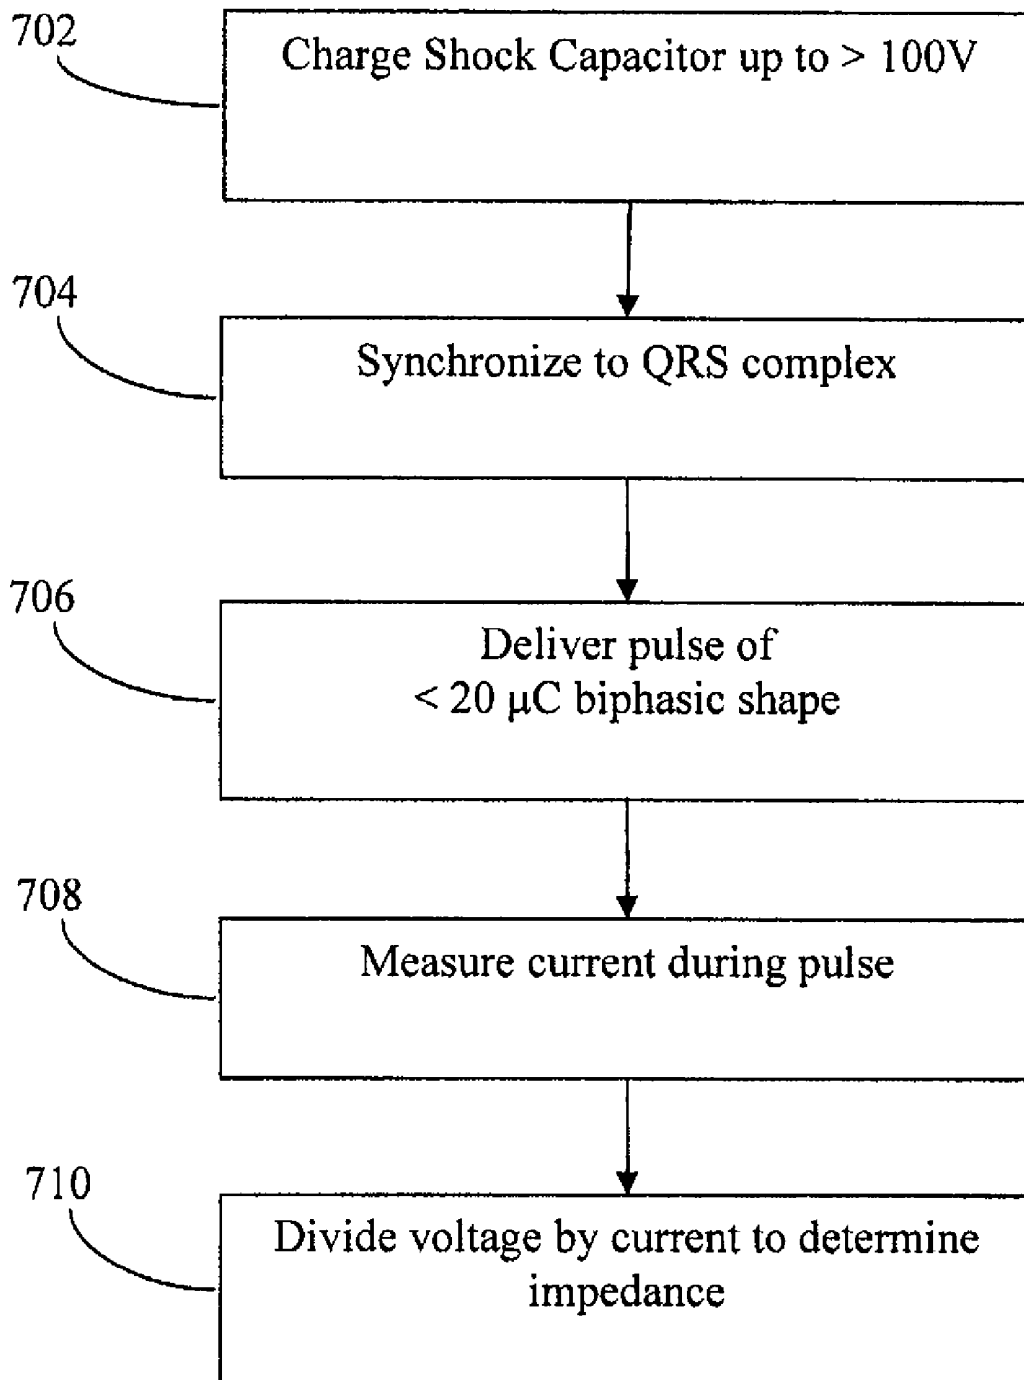 702
Charge Shock Capacitor up to > 100V
704
Synchronize to QRS complex
706
Deliver pulse of
< 20 μC biphasic shape
708
Measure current during pulse
710
Divide voltage by current to determine
impedance